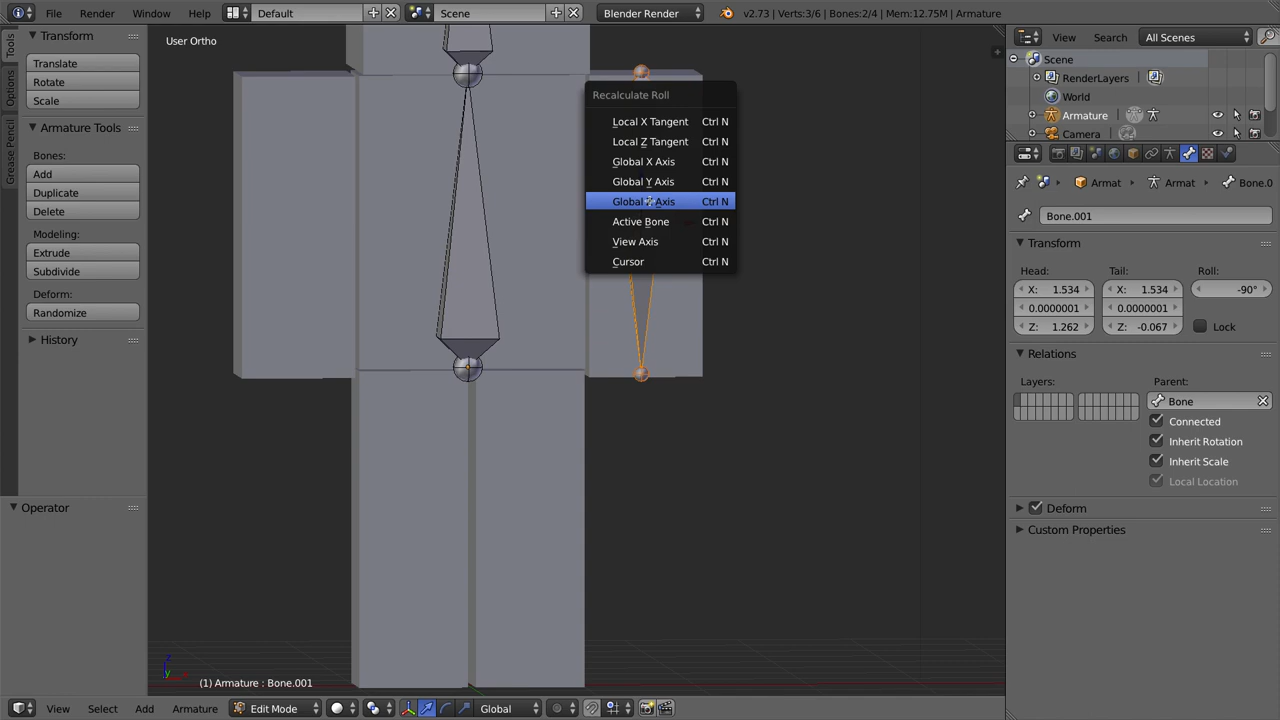 File Render Window Help Default Scene Blender Render v2.73 | Verts:3/6 | Bones:2/4 | Mem:12.75M | Armature
View Search All Scenes
Tools
Options
Grease Pencil
Transform
Translate
Rotate
Scale
Armature Tools
Bones:
Add
Duplicate
Delete
Modeling:
Extrude
Subdivide
Deform:
Randomize
History
Operator
User Ortho
Recalculate Roll
Local X Tangent Ctrl N
Local Z Tangent Ctrl N
Global X Axis Ctrl N
Global Y Axis Ctrl N
Global Z Axis Ctrl N
Active Bone Ctrl N
View Axis Ctrl N
Cursor Ctrl N
(1) Armature : Bone.001
View Select Add Armature Edit Mode Global
Scene
RenderLayers
World
Armature
Camera
Armat Armat Bone.0
Bone.001
Transform
Head: Tail: Roll:
X: 1.534 X: 1.534 -90°
0.0000001 0.0000001
Z: 1.262 Z: -0.067 Lock
Relations
Layers: Parent:
Bone
Connected
Inherit Rotation
Inherit Scale
Local Location
Deform
Custom Properties